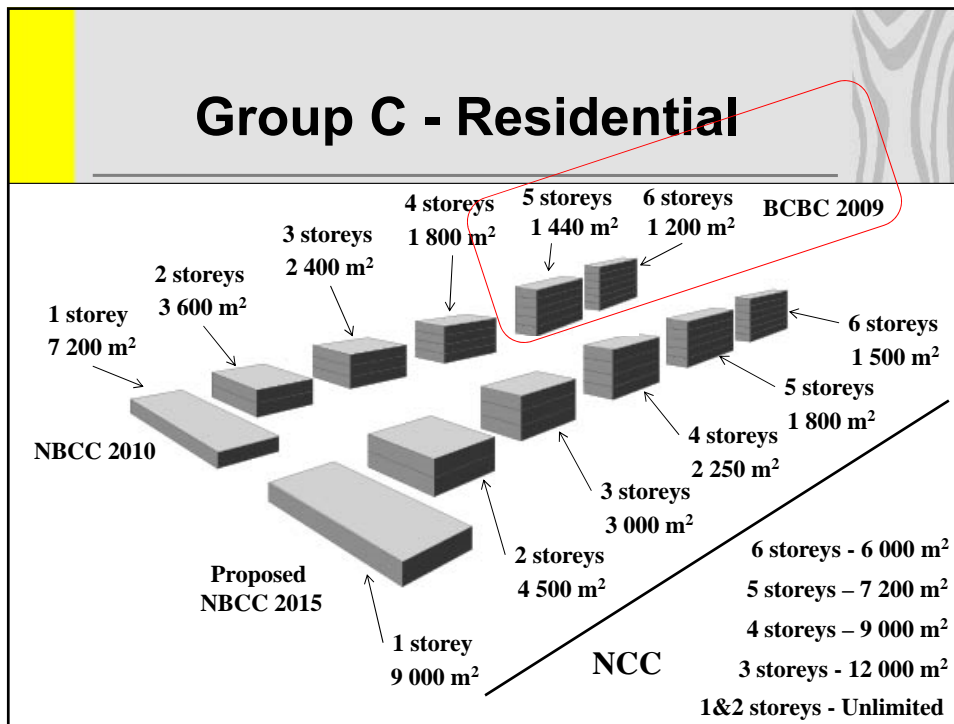 Group C - Residential
1 storey
7 200 m²
2 storeys
3 600 m²
3 storeys
2 400 m²
4 storeys
1 800 m²
5 storeys
1 440 m²
6 storeys
1 200 m²
BCBC 2009
NBCC 2010
6 storeys
1 500 m²
5 storeys
1 800 m²
4 storeys
2 250 m²
3 storeys
3 000 m²
2 storeys
4 500 m²
1 storey
9 000 m²
Proposed
NBCC 2015
NCC
6 storeys - 6 000 m²
5 storeys – 7 200 m²
4 storeys – 9 000 m²
3 storeys - 12 000 m²
1&2 storeys - Unlimited